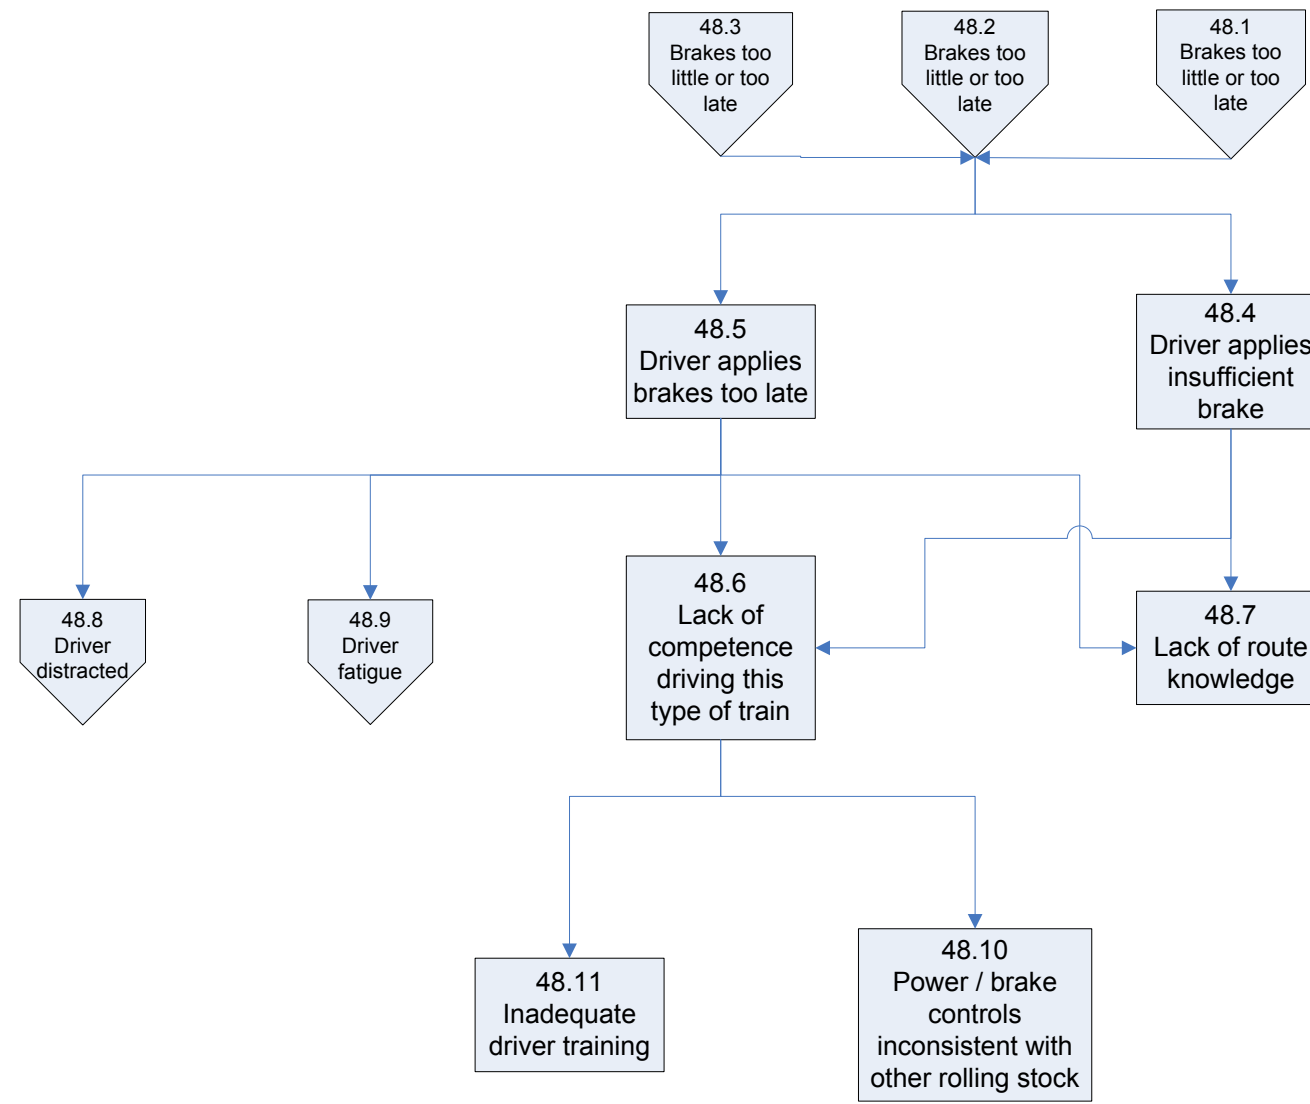 48.3
Brakes too
little or too
late
48.2
Brakes too
little or too
late
48.1
Brakes too
little or too
late
48.5
Driver applies
brakes too late
48.4
Driver applies
insufficient
brake
48.8
Driver
distracted
48.9
Driver
fatigue
48.6
Lack of
competence
driving this
type of train
48.7
Lack of route
knowledge
48.11
Inadequate
driver training
48.10
Power / brake
controls
inconsistent with
other rolling stock